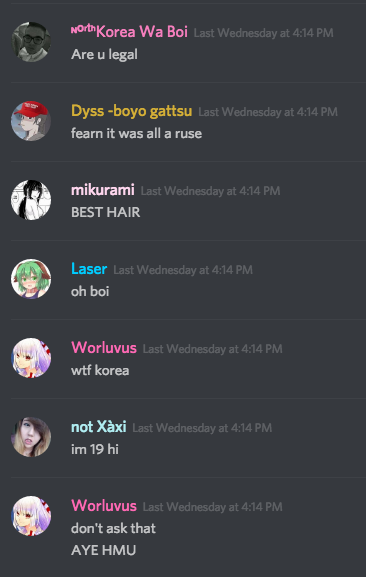 ᴺᵒʳᵗʰKorea Wa Boi Last Wednesday at 4:14 PM
Are u legal
Dyss -boyo gattsu Last Wednesday at 4:14 PM
fearn it was all a ruse
mikurami Last Wednesday at 4:14 PM
BEST HAIR
Laser Last Wednesday at 4:14 PM
oh boi
Worluvus Last Wednesday at 4:14 PM
wtf korea
not Xàxi Last Wednesday at 4:14 PM
im 19 hi
Worluvus Last Wednesday at 4:14 PM
don't ask that
AYE HMU